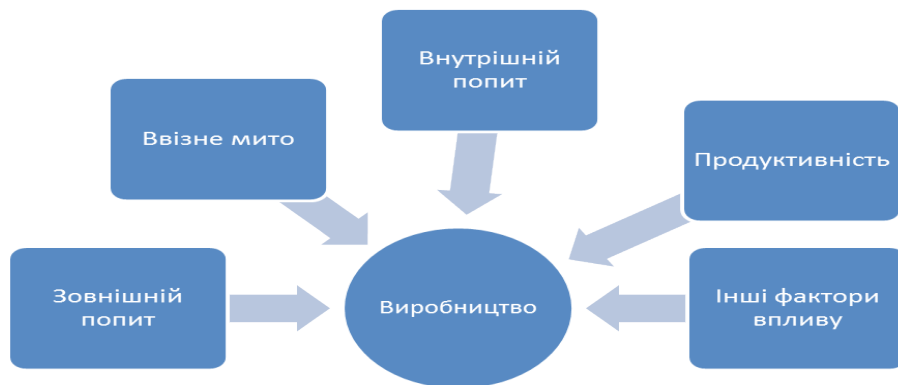 Внутрішній
попит
Ввізне мито
Продуктивність
Зовнішній
попит
Виробництво
Інші фактори
впливу